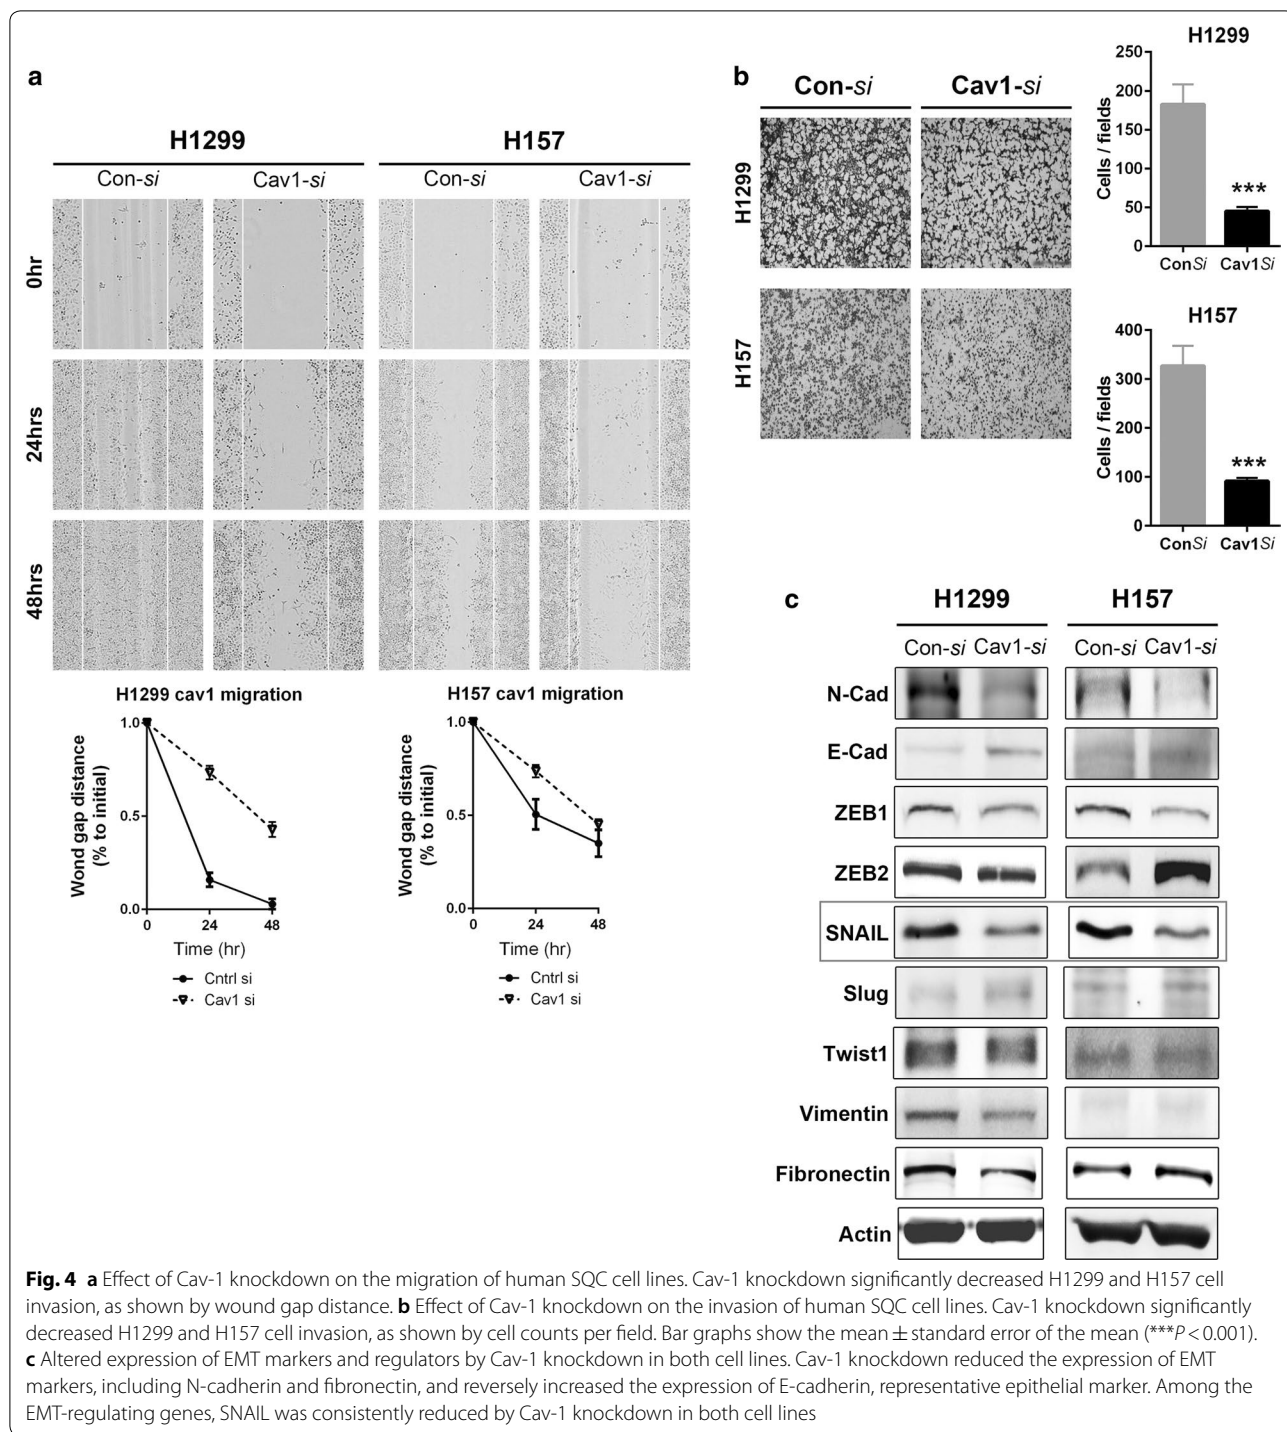 a
H1299
H157
Con-si
Cav1-si
Con-si
Cav1-si
0hr
24hrs
48hrs
H1299 cav1 migration
Wond gap distance
(% to initial)
1.0
0.5
0.0
0
24
48
Time (hr)
Cntrl si
Cav1 si
H157 cav1 migration
Wond gap distance
(% to initial)
1.0
0.5
0.0
0
24
48
Time (hr)
Cntrl si
Cav1 si
b
Con-si
Cav1-si
H1299
H157
H1299
Cells / fields
250
200
150
100
50
0
***
ConSi
Cav1Si
H157
Cells / fields
400
300
200
100
0
***
ConSi
Cav1Si
c
H1299
H157
Con-si
Cav1-si
Con-si
Cav1-si
N-Cad
E-Cad
ZEB1
ZEB2
SNAIL
Slug
Twist1
Vimentin
Fibronectin
Actin
Fig. 4 a Effect of Cav-1 knockdown on the migration of human SQC cell lines. Cav-1 knockdown significantly decreased H1299 and H157 cell
invasion, as shown by wound gap distance. b Effect of Cav-1 knockdown on the invasion of human SQC cell lines. Cav-1 knockdown significantly
decreased H1299 and H157 cell invasion, as shown by cell counts per field. Bar graphs show the mean ± standard error of the mean (***P < 0.001).
c Altered expression of EMT markers and regulators by Cav-1 knockdown in both cell lines. Cav-1 knockdown reduced the expression of EMT
markers, including N-cadherin and fibronectin, and reversely increased the expression of E-cadherin, representative epithelial marker. Among the
EMT-regulating genes, SNAIL was consistently reduced by Cav-1 knockdown in both cell lines